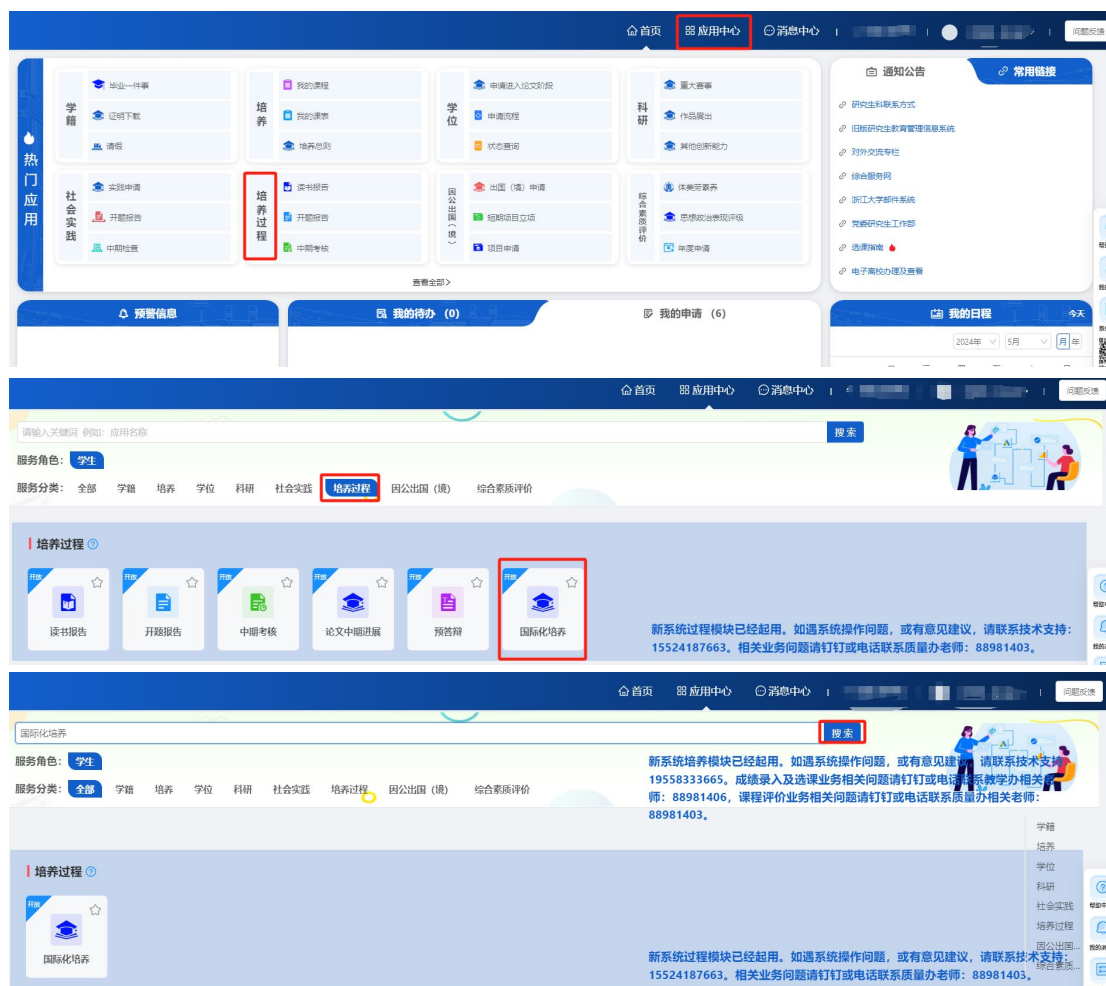 首页 应用中心 消息中心 问题反馈
热门应用
学籍
毕业一件事
证明下载
请假
培养
我的课程
我的课表
培养总则
学位
申请进入论文阶段
申请流程
状态查询
科研
重大赛事
作品展出
其他创新能力
社会实践
实践申请
开题报告
中期检查
培养过程
读书报告
开题报告
中期考核
因公出国（境）
出国（境）申请
短期项目立项
项目申请
综合素质评价
体美劳素养
思想政治表现评级
年度申请
查看全部>
通知公告 常用链接
研究生科联系方式
旧版研究生教育管理信息系统
对外交流专栏
综合服务网
浙江大学邮件系统
党委研究生工作部
选课指南
电子离校办理及查看
预警信息
我的待办 (0)
我的申请 (6)
我的日程 今天
2024年 5月 月 年
首页 应用中心 消息中心 问题反馈
请输入关键词 例如：应用名称 搜索
服务角色： 学生
服务分类： 全部 学籍 培养 学位 科研 社会实践 培养过程 因公出国（境） 综合素质评价
培养过程
开放 开放 开放 开放 开放 开放
读书报告 开题报告 中期考核 论文中期进展 预答辩 国际化培养
新系统过程模块已经起用。如遇系统操作问题，或有意见建议，请联系技术支持：
15524187663。相关业务问题请钉钉或电话联系质量办老师：88981403。
首页 应用中心 消息中心 问题反馈
国际化培养 搜索
服务角色： 学生
服务分类： 全部 学籍 培养 学位 科研 社会实践 培养过程 因公出国（境） 综合素质评价
新系统培养模块已经起用。如遇系统操作问题，或有意见建议，请联系技术支持
19558333665。成绩录入及选课业务相关问题请钉钉或电话联系教学办相关老
师：88981406，课程评价业务相关问题请钉钉或电话联系质量办相关老师：
88981403。
学籍
培养
学位
科研
社会实践
培养过程
因公出国...
综合素质...
培养过程
开放
国际化培养
新系统过程模块已经起用。如遇系统操作问题，或有意见建议，请联系技术支持：
15524187663。相关业务问题请钉钉或电话联系质量办老师：88981403。